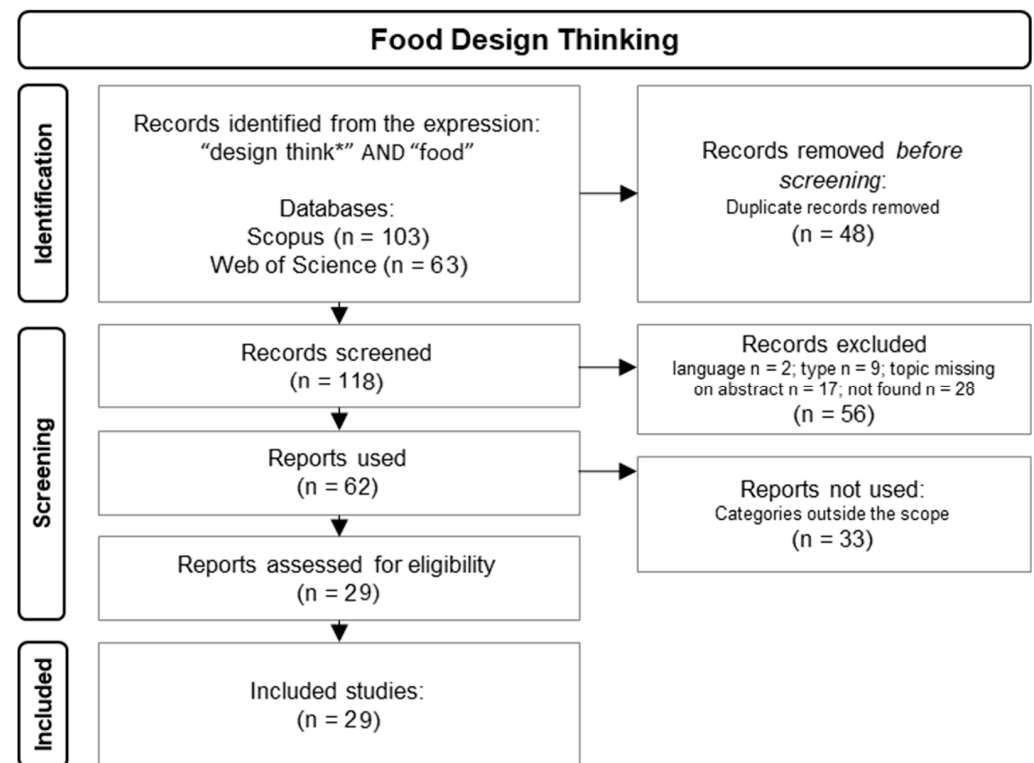 Food Design Thinking
Identification
Records identified from the expression:
“design think*” AND “food”
Databases:
Scopus (n = 103)
Web of Science (n = 63)
Records removed before
screening:
Duplicate records removed
(n = 48)
Screening
Records screened
(n = 118)
Records excluded
language n = 2; type n = 9; topic missing
on abstract n = 17; not found n = 28
(n = 56)
Reports used
(n = 62)
Reports not used:
Categories outside the scope
(n = 33)
Reports assessed for eligibility
(n = 29)
Included
Included studies:
(n = 29)